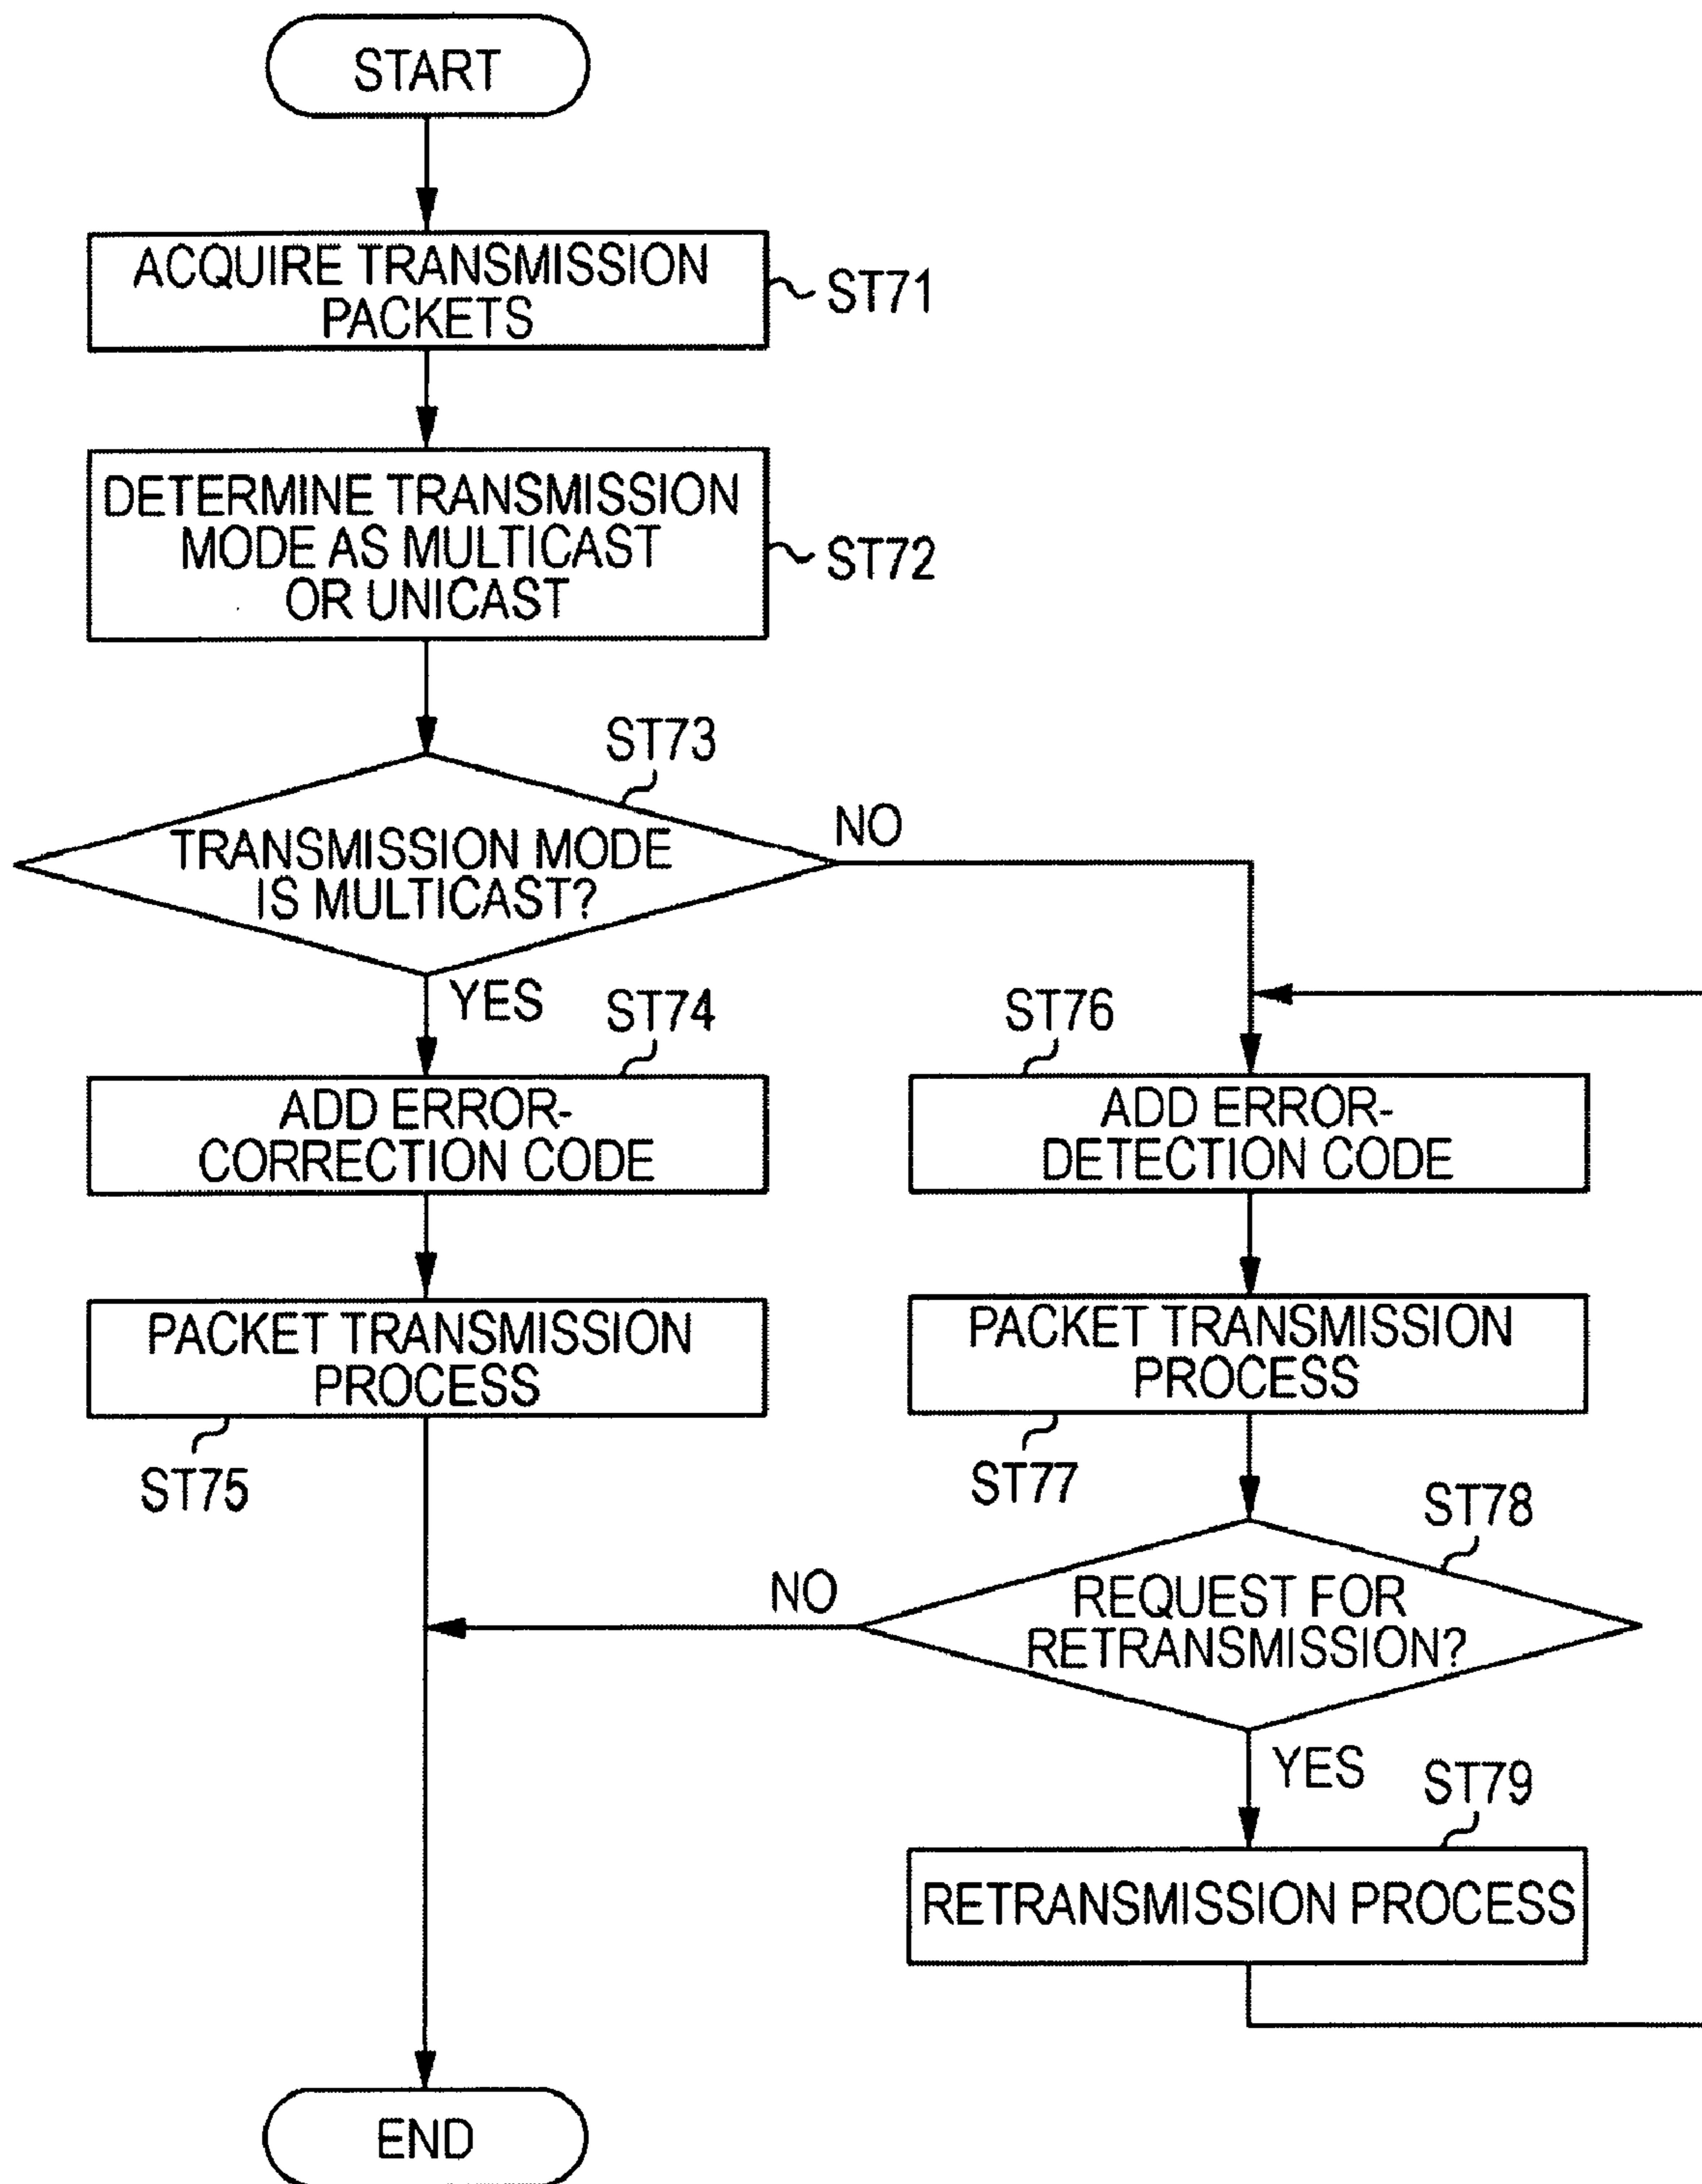 START
ACQUIRE TRANSMISSION
PACKETS
ST71
DETERMINE TRANSMISSION
MODE AS MULTICAST
OR UNICAST
ST72
ST73
TRANSMISSION MODE
IS MULTICAST?
NO
YES
ST74
ADD ERROR-
CORRECTION CODE
ST76
ADD ERROR-
DETECTION CODE
PACKET TRANSMISSION
PROCESS
ST75
PACKET TRANSMISSION
PROCESS
ST77
ST78
REQUEST FOR
RETRANSMISSION?
NO
YES
ST79
RETRANSMISSION PROCESS
END